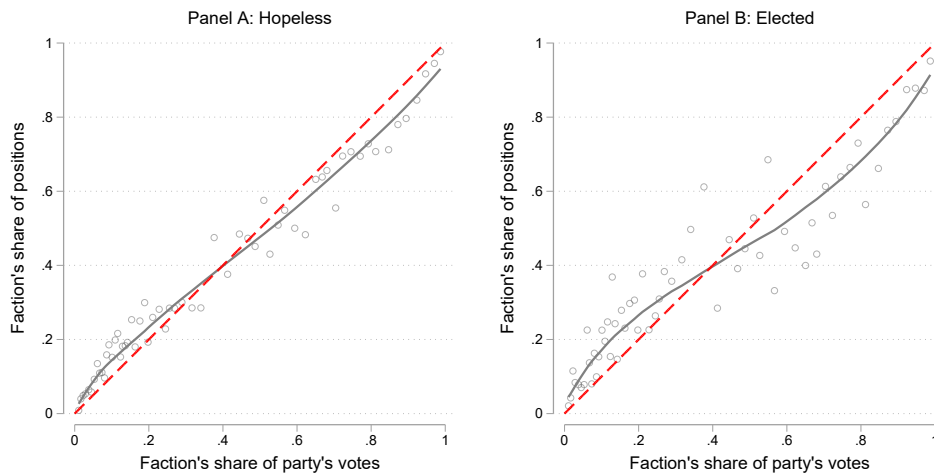 Panel A: Hopeless
Faction's share of positions
1
.8
.6
.4
.2
0
0 .2 .4 .6 .8 1
Faction's share of party's votes
Panel B: Elected
Faction's share of positions
1
.8
.6
.4
.2
0
0 .2 .4 .6 .8 1
Faction's share of party's votes